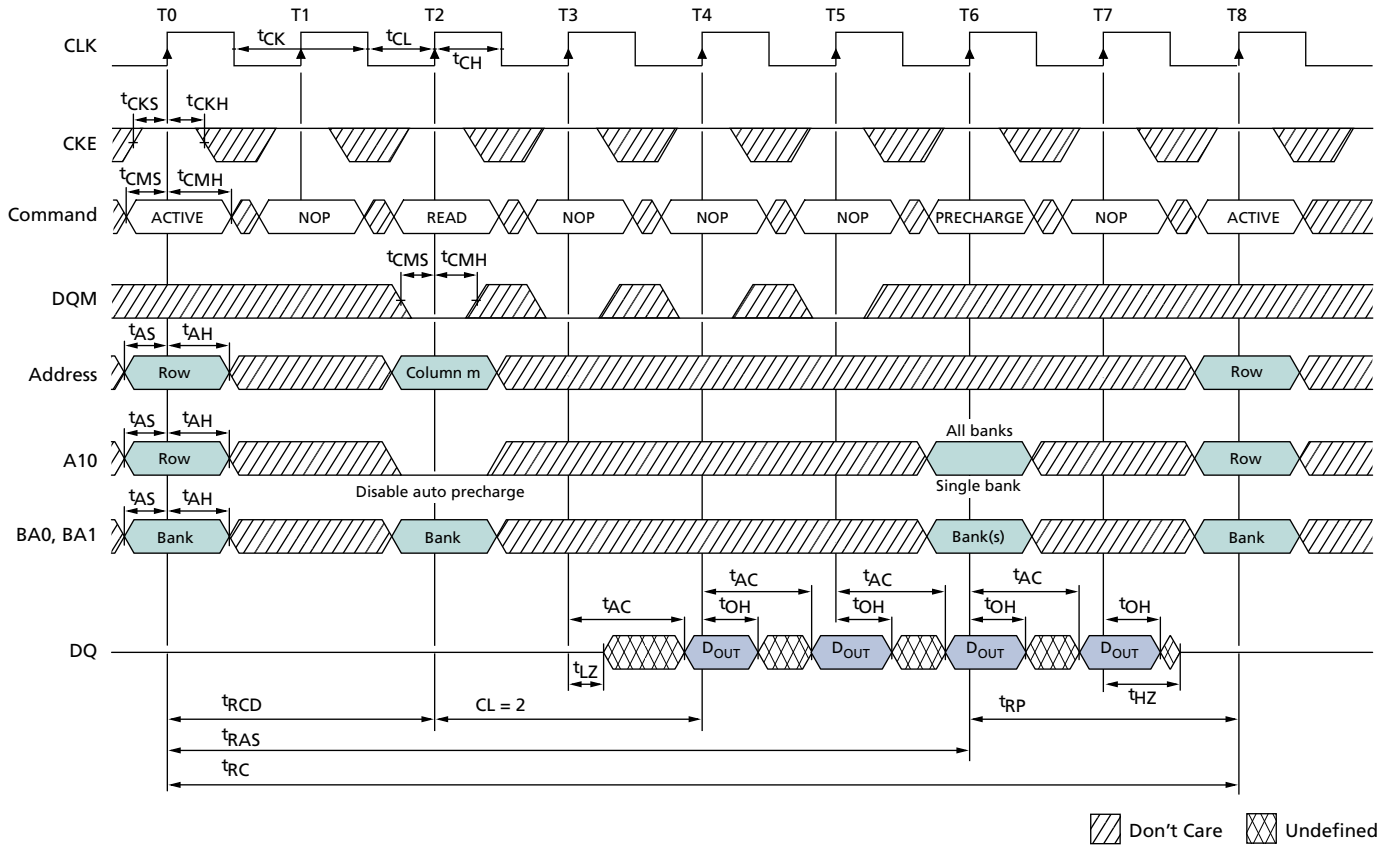 T0 T1 T2 T3 T4 T5 T6 T7 T8
CLK
tCK tCL
tCH
tCKS tCKH
CKE
tCMS tCMH
Command ACTIVE NOP READ NOP NOP NOP PRECHARGE NOP ACTIVE
tCMS tCMH
DQM
tAS tAH
Address Row Column m Row
tAS tAH
All banks
A10 Row Row
Disable auto precharge Single bank
tAS tAH
BA0, BA1 Bank Bank Bank(s) Bank
tAC tAC tAC
tAC tOH tOH tOH tOH
DQ DOUT DOUT DOUT DOUT
tLZ tHZ
tRCD CL = 2 tRP
tRAS
tRC
Don't Care Undefined